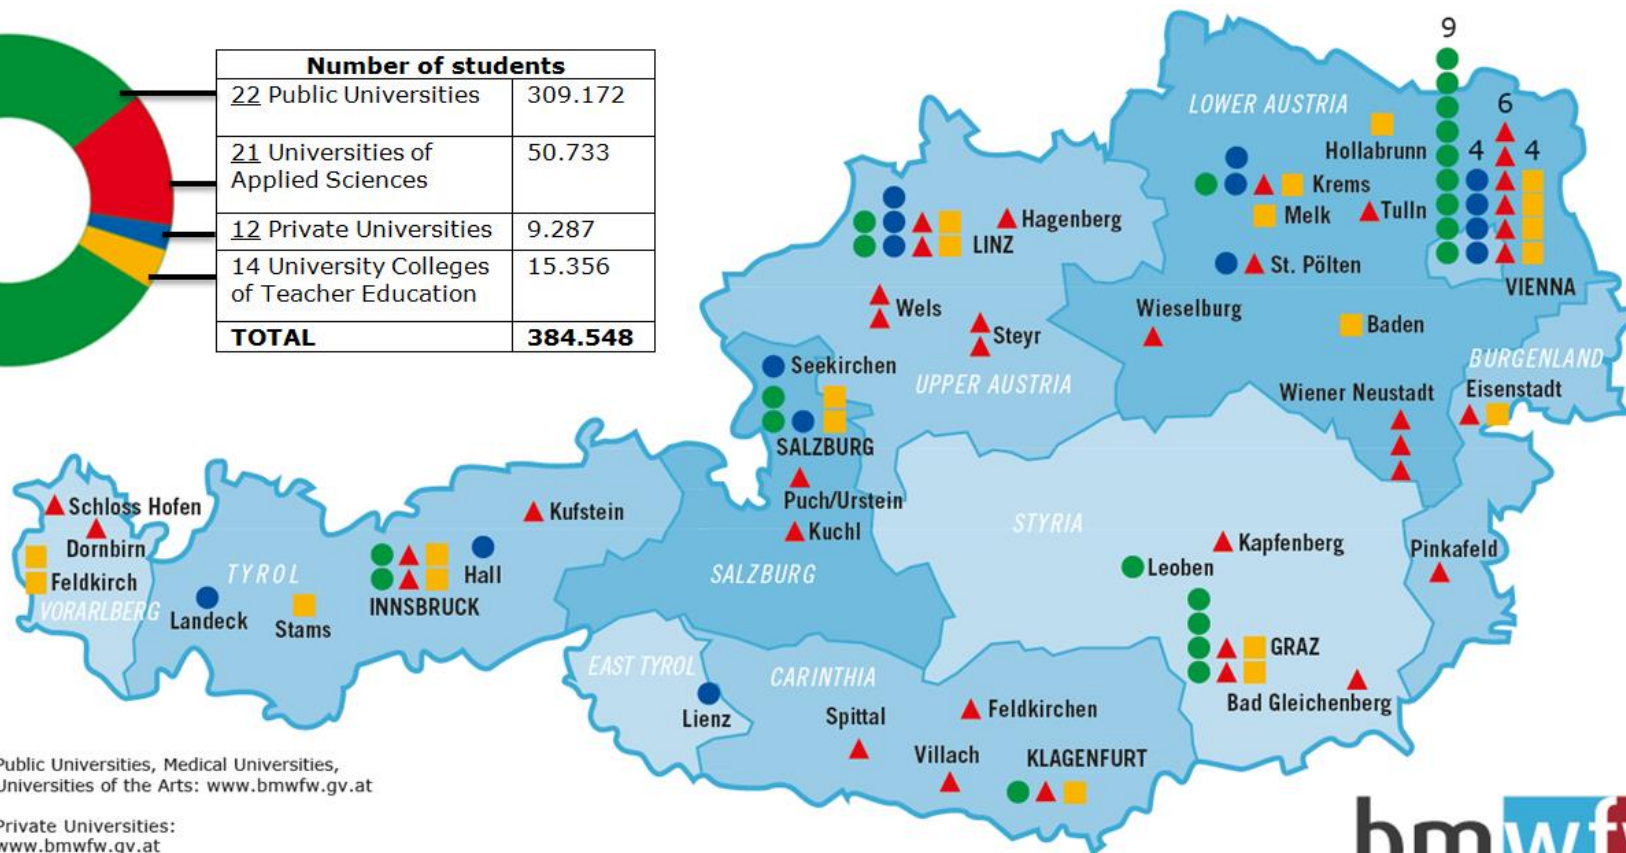 Number of students
22 Public Universities 309.172
21 Universities of
Applied Sciences 50.733
12 Private Universities 9.287
14 University Colleges
of Teacher Education 15.356
TOTAL 384.548
9
6
4 4
LOWER AUSTRIA
Hollabrunn
Krems
Melk
Tulln
St. Pölten
VIENNA
Hagenberg
LINZ
Wels
Steyr
Wieselburg
Baden
BURGENLAND
Seekirchen
UPPER AUSTRIA
Wiener Neustadt
Eisenstadt
SALZBURG
Puch/Urstein
Kuchl
Schloss Hofen
Dornbirn
Feldkirch
VORARLBERG
TYROL
Landeck
Stams
INNSBRUCK
Hall
Kufstein
SALZBURG
STYRIA
Kapfenberg
Leoben
Pinkafeld
GRAZ
Bad Gleichenberg
EAST TYROL
Lienz
CARINTHIA
Spittal
Feldkirchen
Villach
KLAGENFURT
Public Universities, Medical Universities,
Universities of the Arts: www.bmwfw.gv.at
Private Universities:
www.bmwfw.gv.at
bmwfw